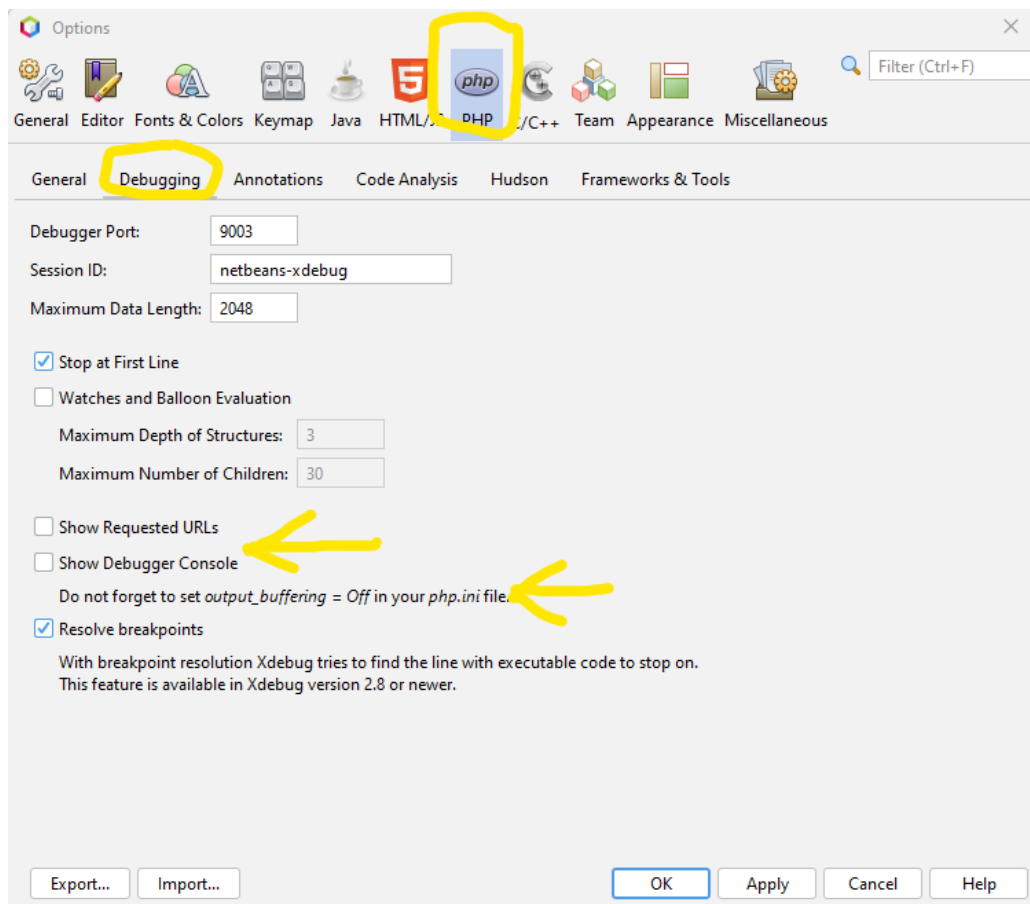 Options
Filter (Ctrl+F)
php
General Editor Fonts & Colors Keymap Java HTML/JS PHP C/C++ Team Appearance Miscellaneous
General Debugging Annotations Code Analysis Hudson Frameworks & Tools
Debugger Port: 9003
Session ID: netbeans-xdebug
Maximum Data Length: 2048
Stop at First Line
Watches and Balloon Evaluation
Maximum Depth of Structures: 3
Maximum Number of Children: 30
Show Requested URLs
Show Debugger Console
Do not forget to set output_buffering = Off in your php.ini file.
Resolve breakpoints
With breakpoint resolution Xdebug tries to find the line with executable code to stop on.
This feature is available in Xdebug version 2.8 or newer.
Export... Import... OK Apply Cancel Help